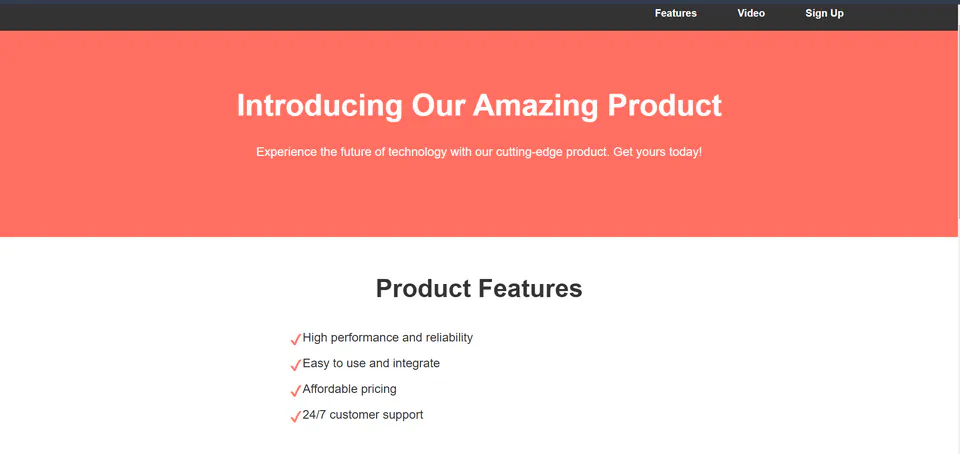 Features Video Sign Up
Introducing Our Amazing Product
Experience the future of technology with our cutting-edge product. Get yours today!
Product Features
✓High performance and reliability
✓Easy to use and integrate
✓Affordable pricing
✓24/7 customer support